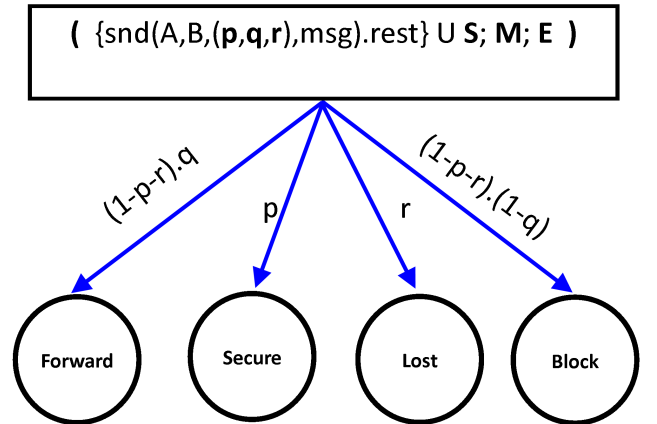 ( {snd(A,B,(p,q,r),msg).rest} U S; M; E )
(1-p-r).q
p
r
(1-p-r).(1-q)
Forward
Secure
Lost
Block